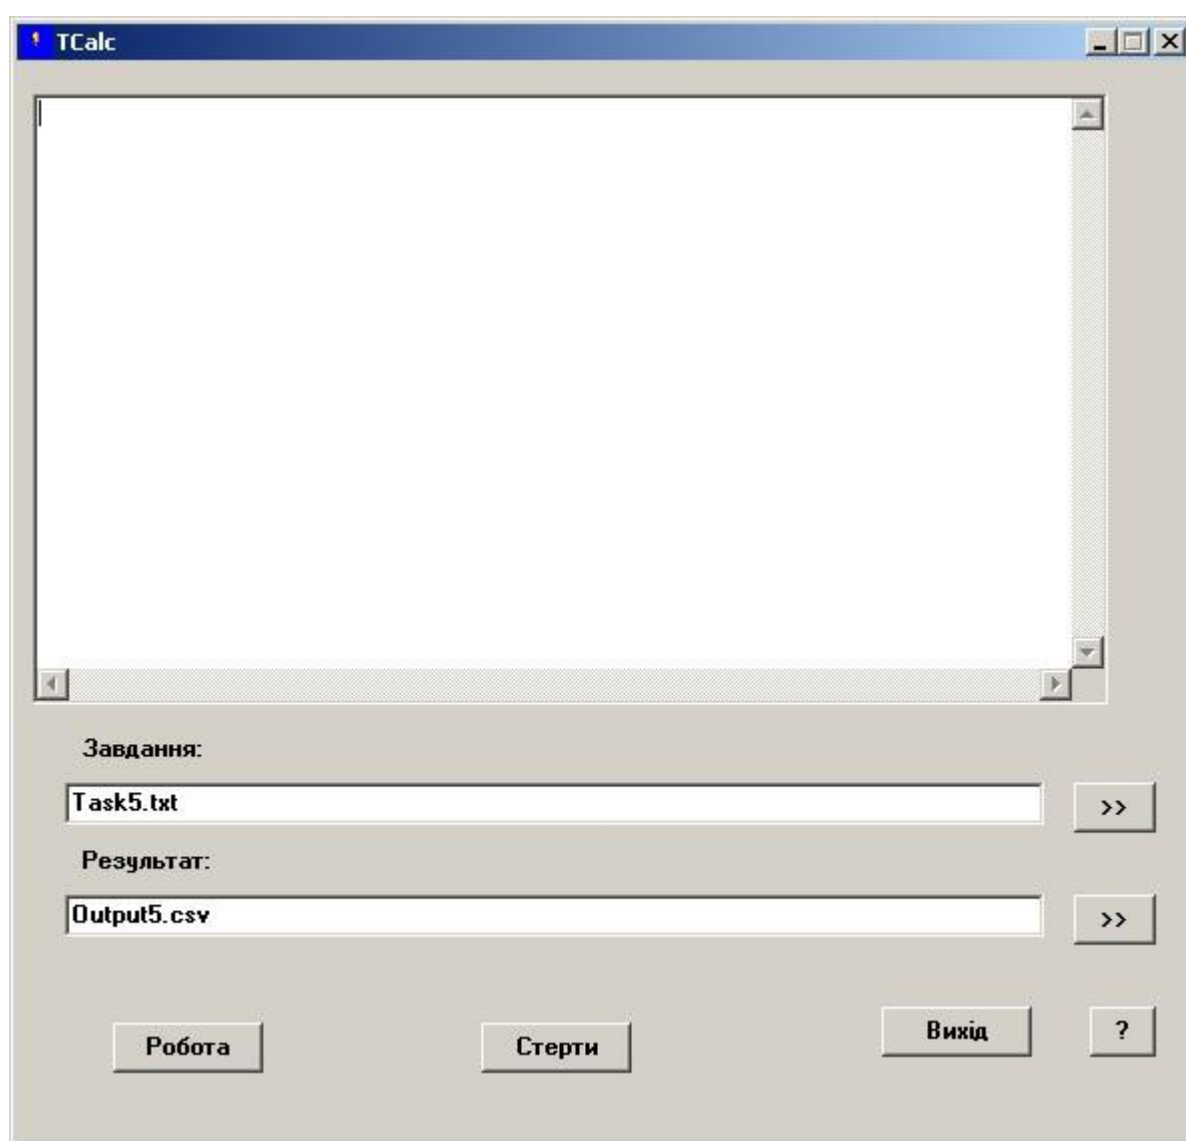 TCalc
Завдання:
Task5.txt
>>
Результат:
Output5.csv
>>
Робота
Стерти
Вихід
?